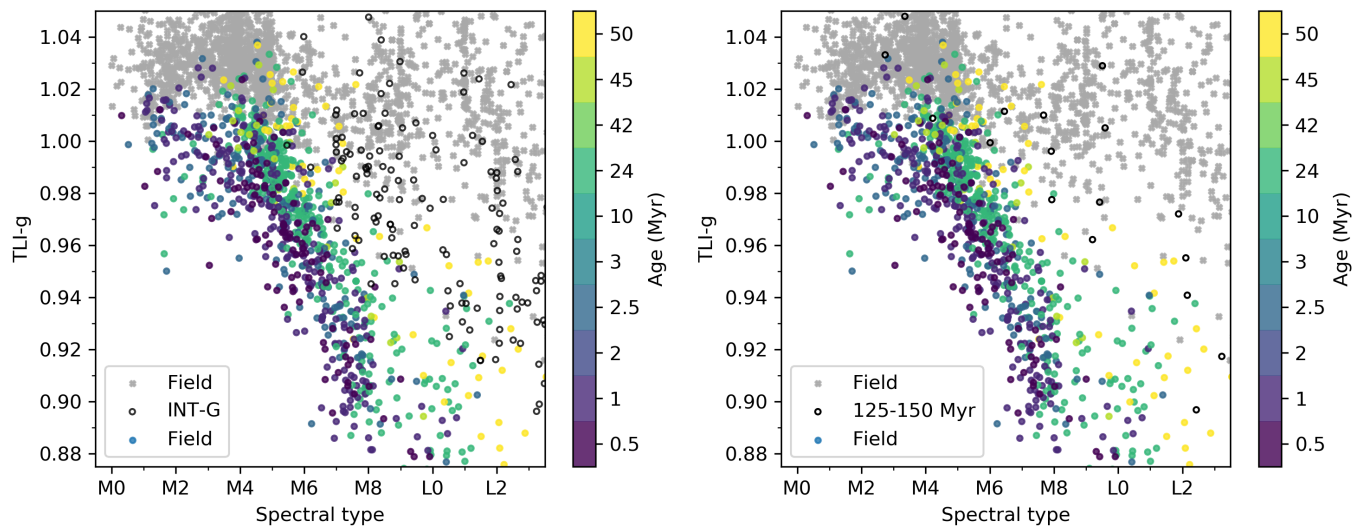 1.04
1.02
1.00
0.98
0.96
0.94
0.92
0.90
0.88
TLI-g
M0 M2 M4 M6 M8 L0 L2
Spectral type
Field
INT-G
Field
50
45
42
24
10
3
2.5
2
1
0.5
Age (Myr)
1.04
1.02
1.00
0.98
0.96
0.94
0.92
0.90
0.88
TLI-g
M0 M2 M4 M6 M8 L0 L2
Spectral type
Field
125-150 Myr
Field
50
45
42
24
10
3
2.5
2
1
0.5
Age (Myr)